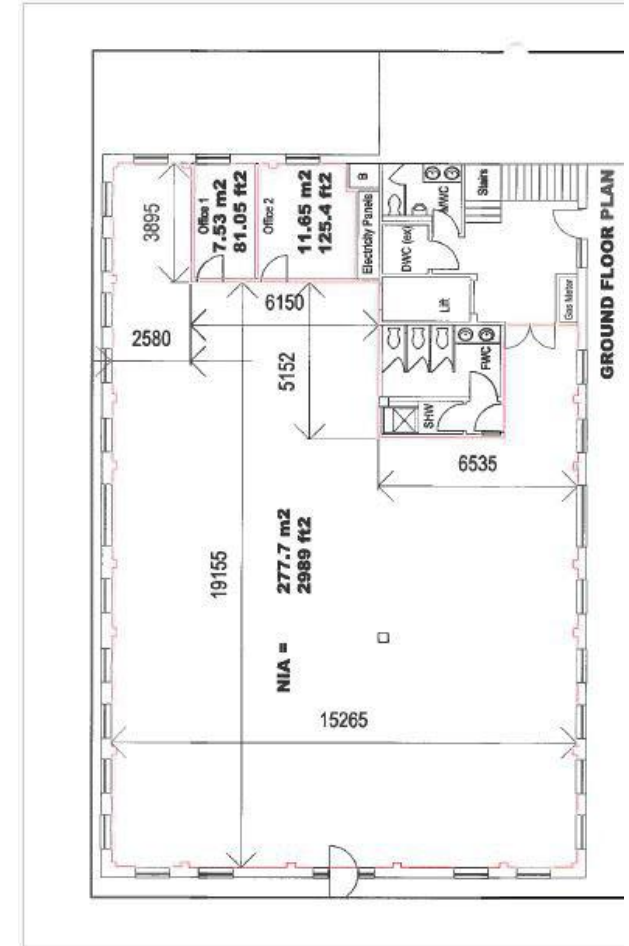 3895
Office 1
7.53 m2
81.05 ft2
Office 2
11.65 m2
125.4 ft2
B
Electricity Panels
MWC
Stairs
DWC (ex)
Lift
Gas Meter
GROUND FLOOR PLAN
2580
6150
5152
FWC
SHW
6535
19155
NIA = 277.7 m2
2989 ft2
15265